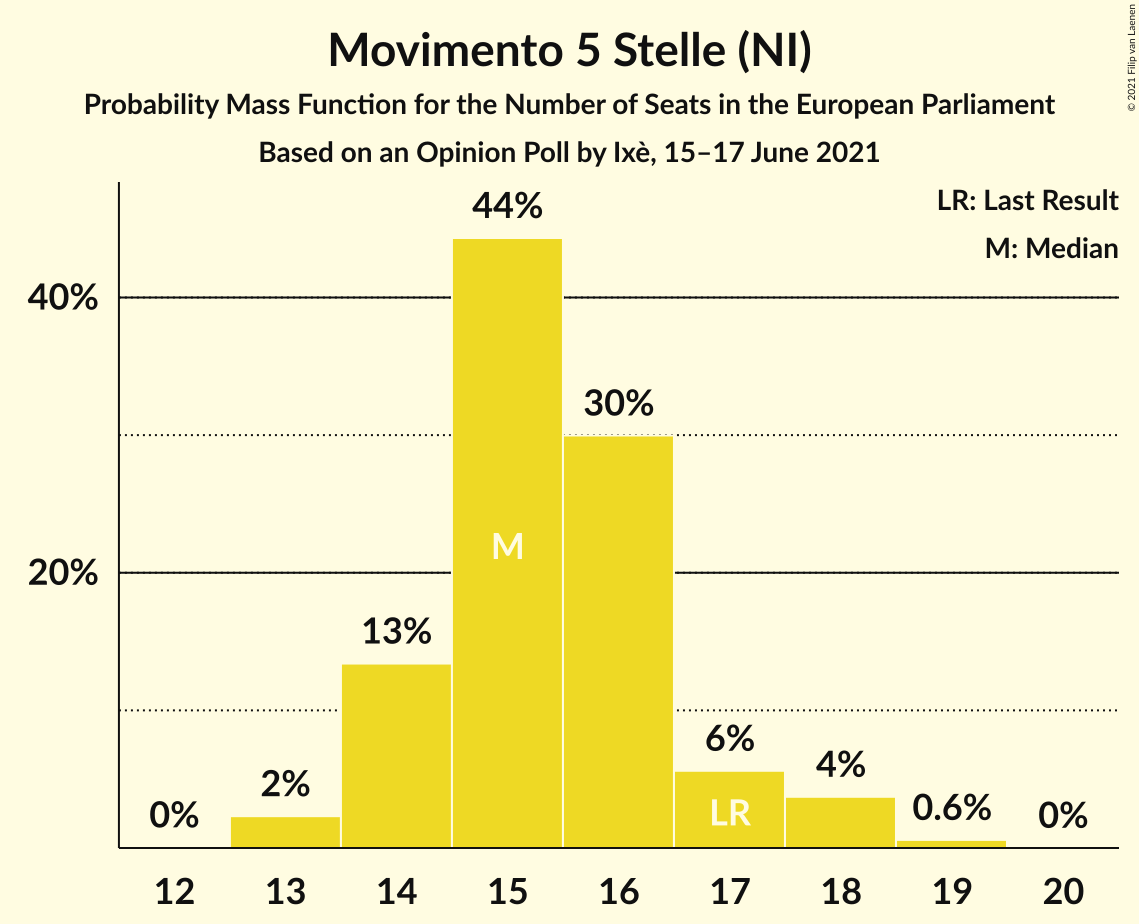 Movimento 5 Stelle (NI)
Probability Mass Function for the Number of Seats in the European Parliament
Based on an Opinion Poll by Ixè, 15–17 June 2021
© 2021 Filip van Laenen
LR: Last Result
M: Median
44%
40%
30%
M
20%
13%
6%
4%
2%
0.6%
0%
0%
LR
12 13 14 15 16 17 18 19 20